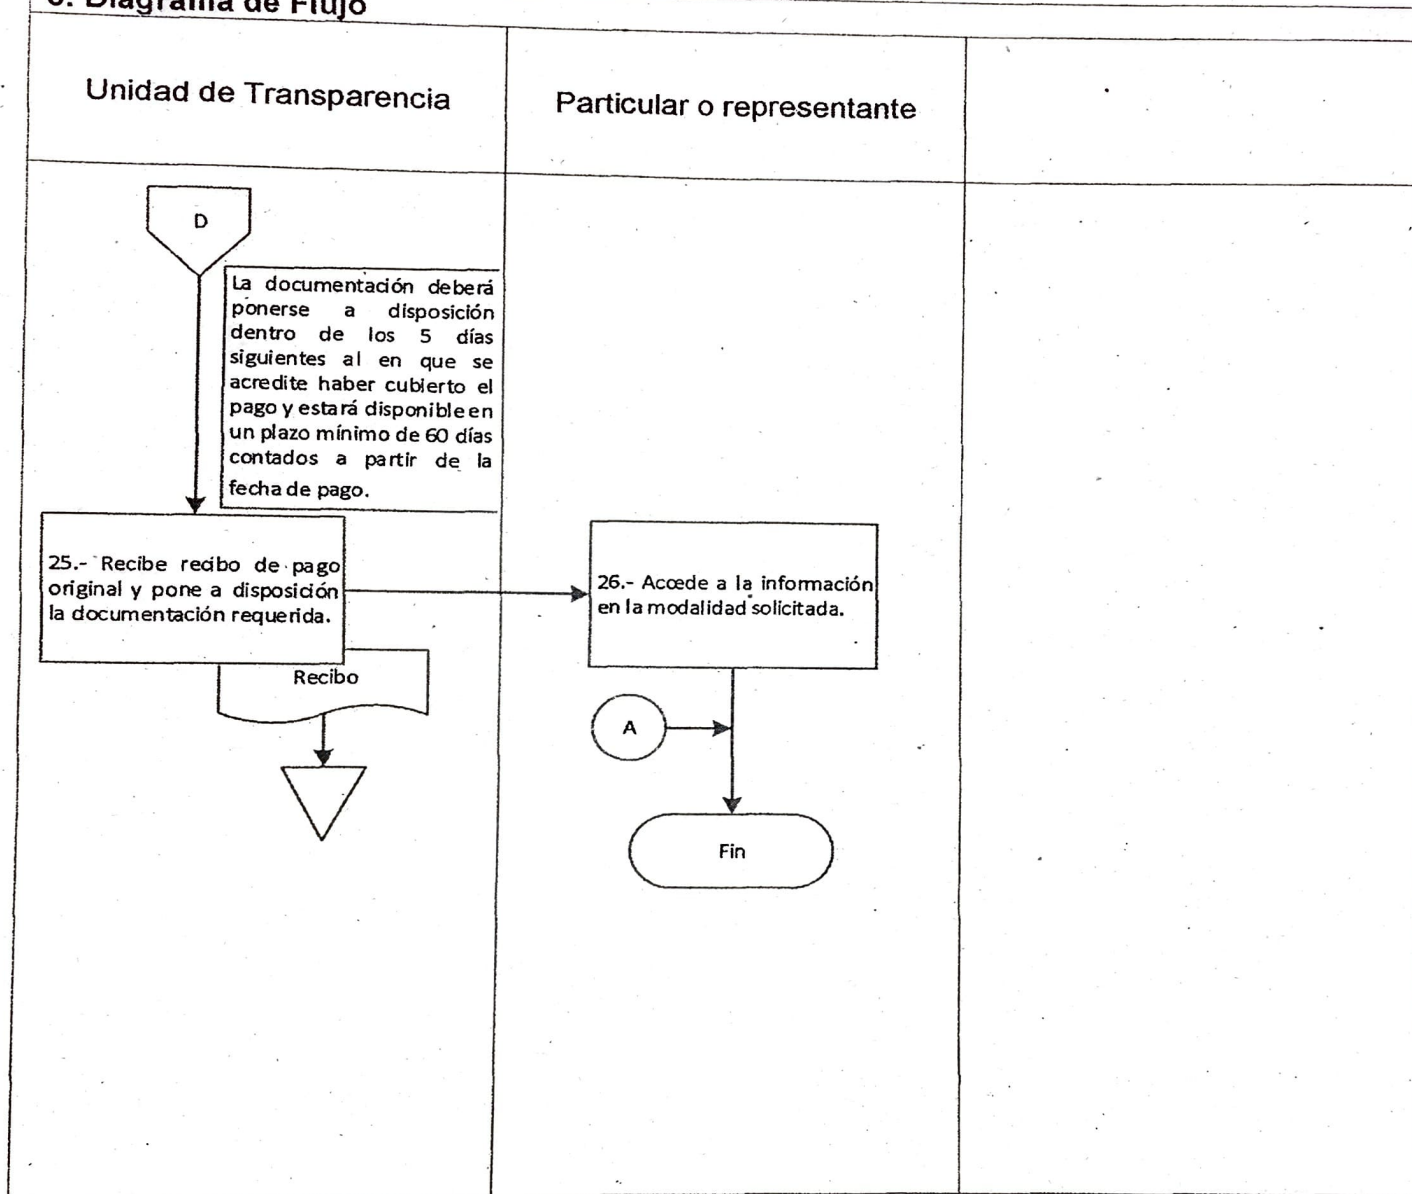 Diagrama de Flujo
Unidad de Transparencia
Particular o representante
D
La documentación deberá
ponerse a disposición
dentro de los 5 días
siguientes al en que se
acredite haber cubierto el
pago y estará disponible en
un plazo mínimo de 60 días
contados a partir de la
fecha de pago.
25.- Recibe recibo de pago
original y pone a disposición
la documentación requerida.
26.- Accede a la información
en la modalidad solicitada.
Recibo
A
Fin